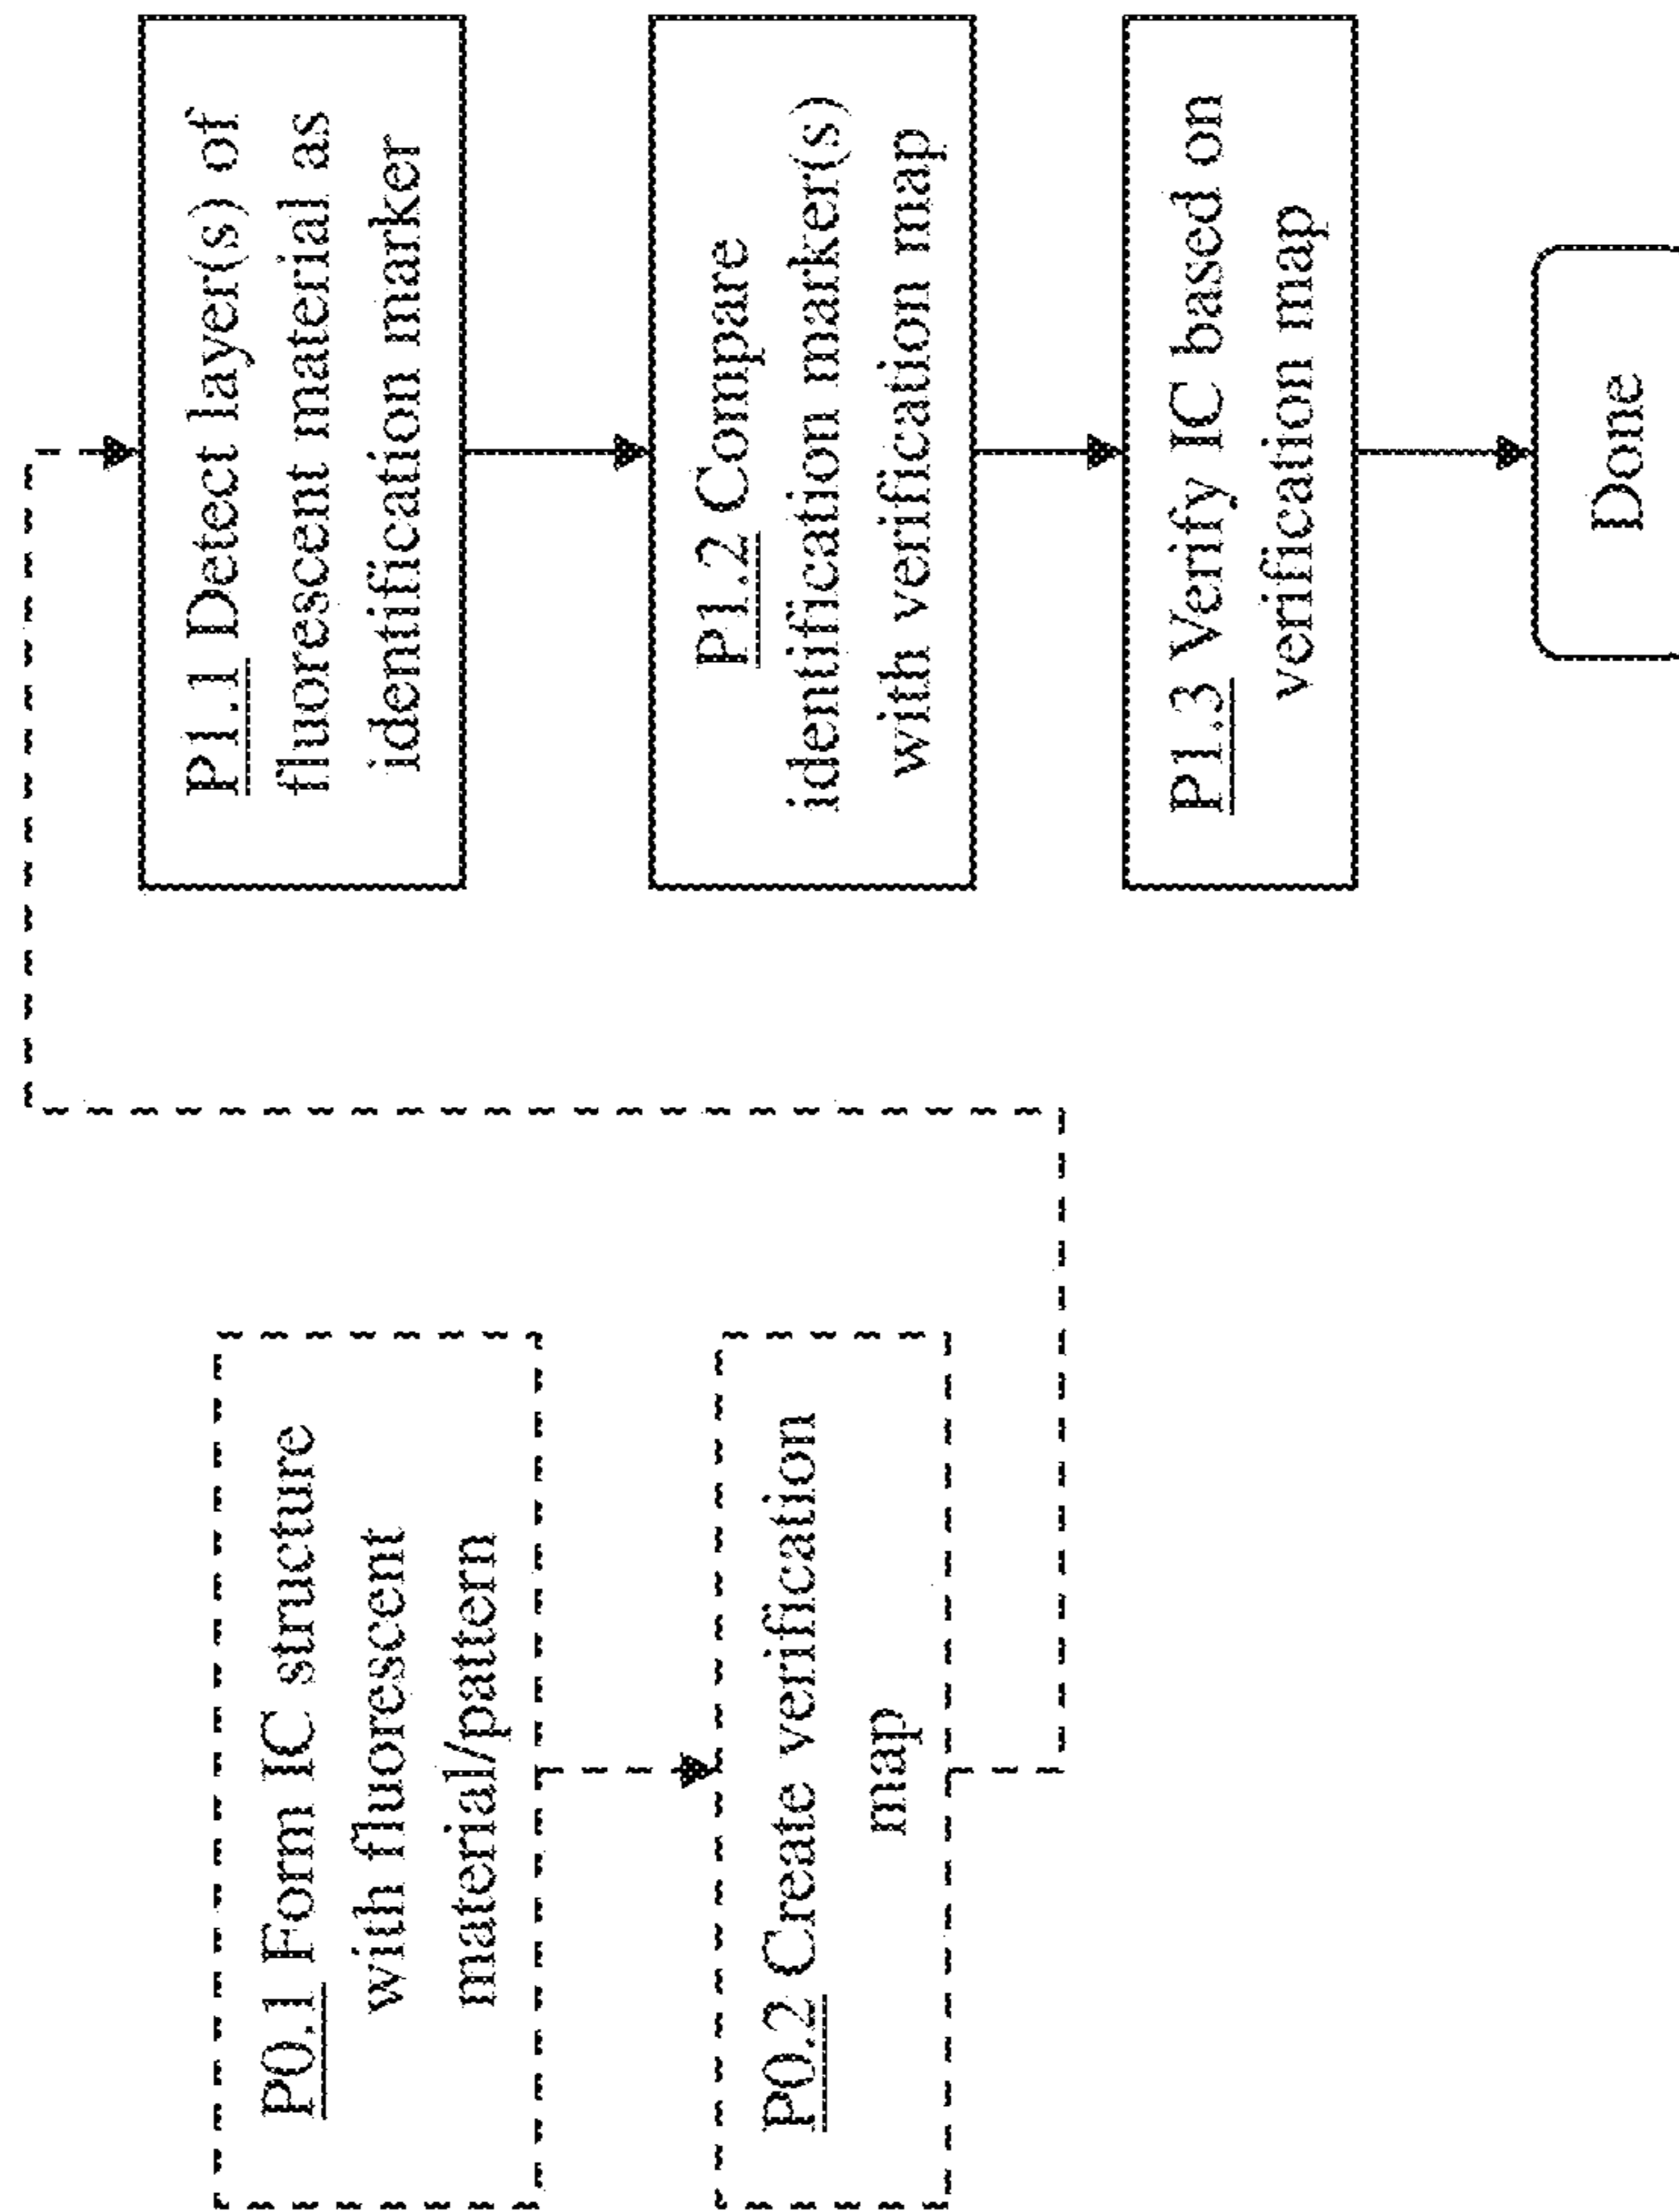 P0.1 Form IC structure
with fluorescent
material/pattern
P0.2 Create verification
map
P1.1 Detect layer(s) of
fluorescent material as
identification marker
P1.2 Compare
identification marker(s)
with verification map
P1.3 Verify IC based on
verification map
Done